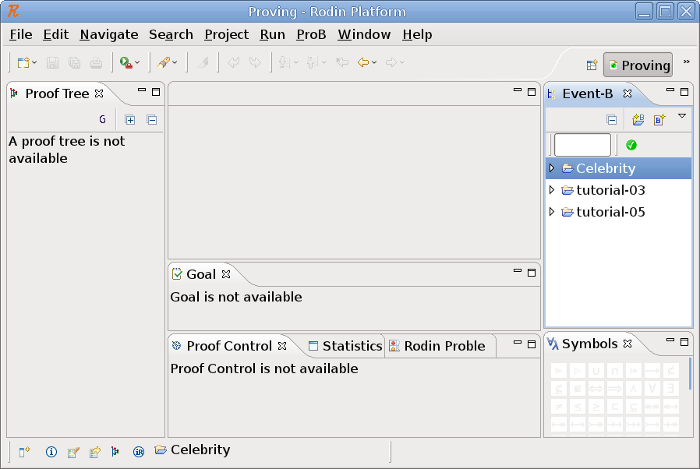 Proving - Rodin Platform
File Edit Navigate Search Project Run ProB Window Help
Proving
Proof Tree
G
A proof tree is not
available
Goal
Goal is not available
Proof Control Statistics Rodin Proble
Proof Control is not available
Event-B
Celebrity
tutorial-03
tutorial-05
Symbols
Celebrity